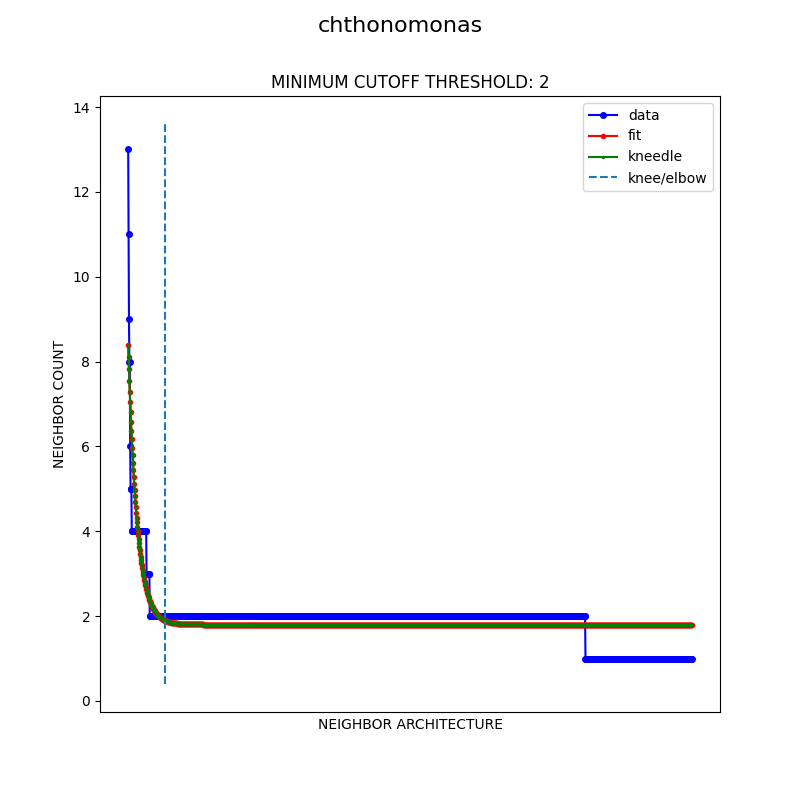 chthonomonas
MINIMUM CUTOFF THRESHOLD: 2
data
fit
kneedle
knee/elbow
NEIGHBOR COUNT
14
12
10
8
6
4
2
0
NEIGHBOR ARCHITECTURE